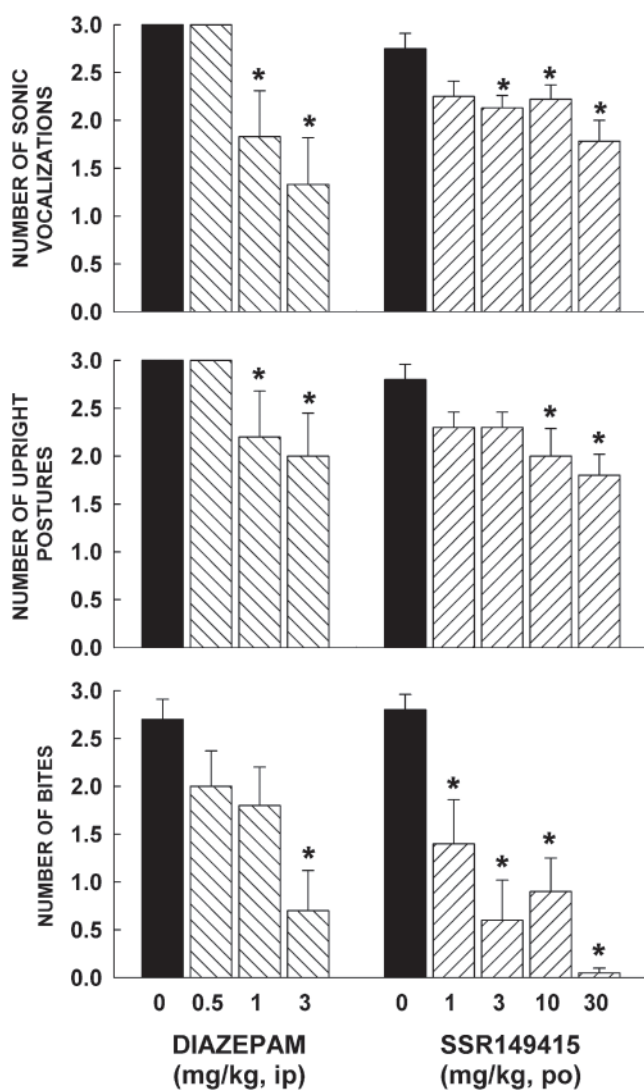 NUMBER OF SONIC
VOCALIZATIONS
3.0
2.5
2.0
1.5
1.0
0.5
0.0
* * * * *
NUMBER OF UPRIGHT
POSTURES
3.0
2.5
2.0
1.5
1.0
0.5
0.0
* * * *
NUMBER OF BITES
3.0
2.5
2.0
1.5
1.0
0.5
0.0
* * * * *
0 0.5 1 3 0 1 3 10 30
DIAZEPAM SSR149415
(mg/kg, ip) (mg/kg, po)